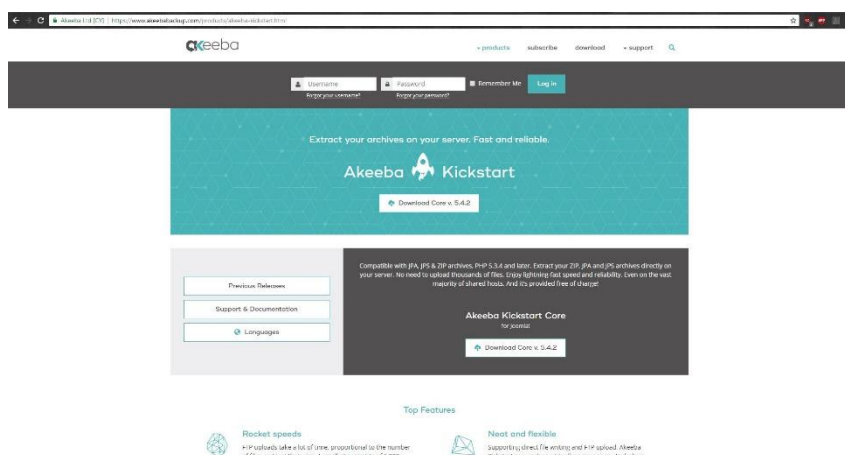 Akeeba Ltd [CY] | https://www.akeebabackup.com/products/akeeba-kickstart.html
akeeba
products subscribe download support
Username Password Remember Me Log in
Forgot your username? Forgot your password?
Extract your archives on your server. Fast and reliable.
Akeeba Kickstart
Download Core v. 5.4.2
Compatible with JPA, JPS & ZIP archives, PHP 5.3.4 and later. Extract your ZIP, JPA and JPS archives directly on
your server. No need to upload thousands of files. Enjoy lightning fast speed and reliability. Even on the vast
majority of shared hosts. And it's provided free of charge!
Previous Releases
Support & Documentation
Languages
Akeeba Kickstart Core
for Joomla!
Download Core v. 5.4.2
Top Features
Rocket speeds
FTP uploads take a lot of time, proportional to the number
Neat and flexible
Supporting direct file writing and FTP upload, Akeeba